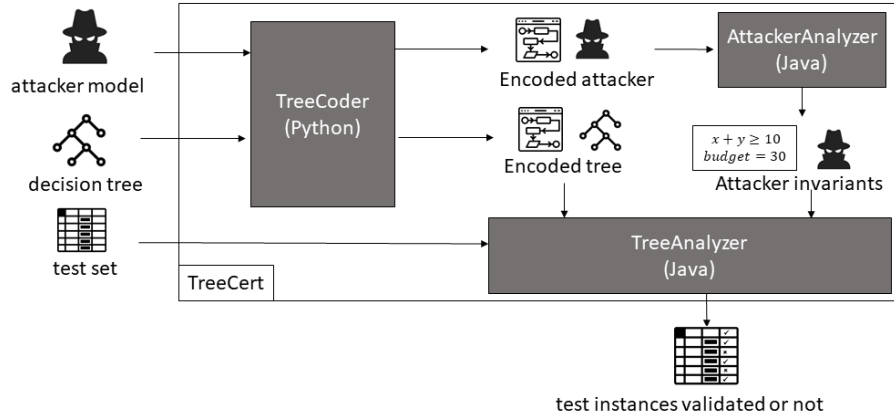 attacker model
decision tree
test set
TreeCoder
(Python)
Encoded attacker
Encoded tree
AttackerAnalyzer
(Java)
x + y ≥ 10
budget = 30
Attacker invariants
TreeAnalyzer
(Java)
TreeCert
test instances validated or not